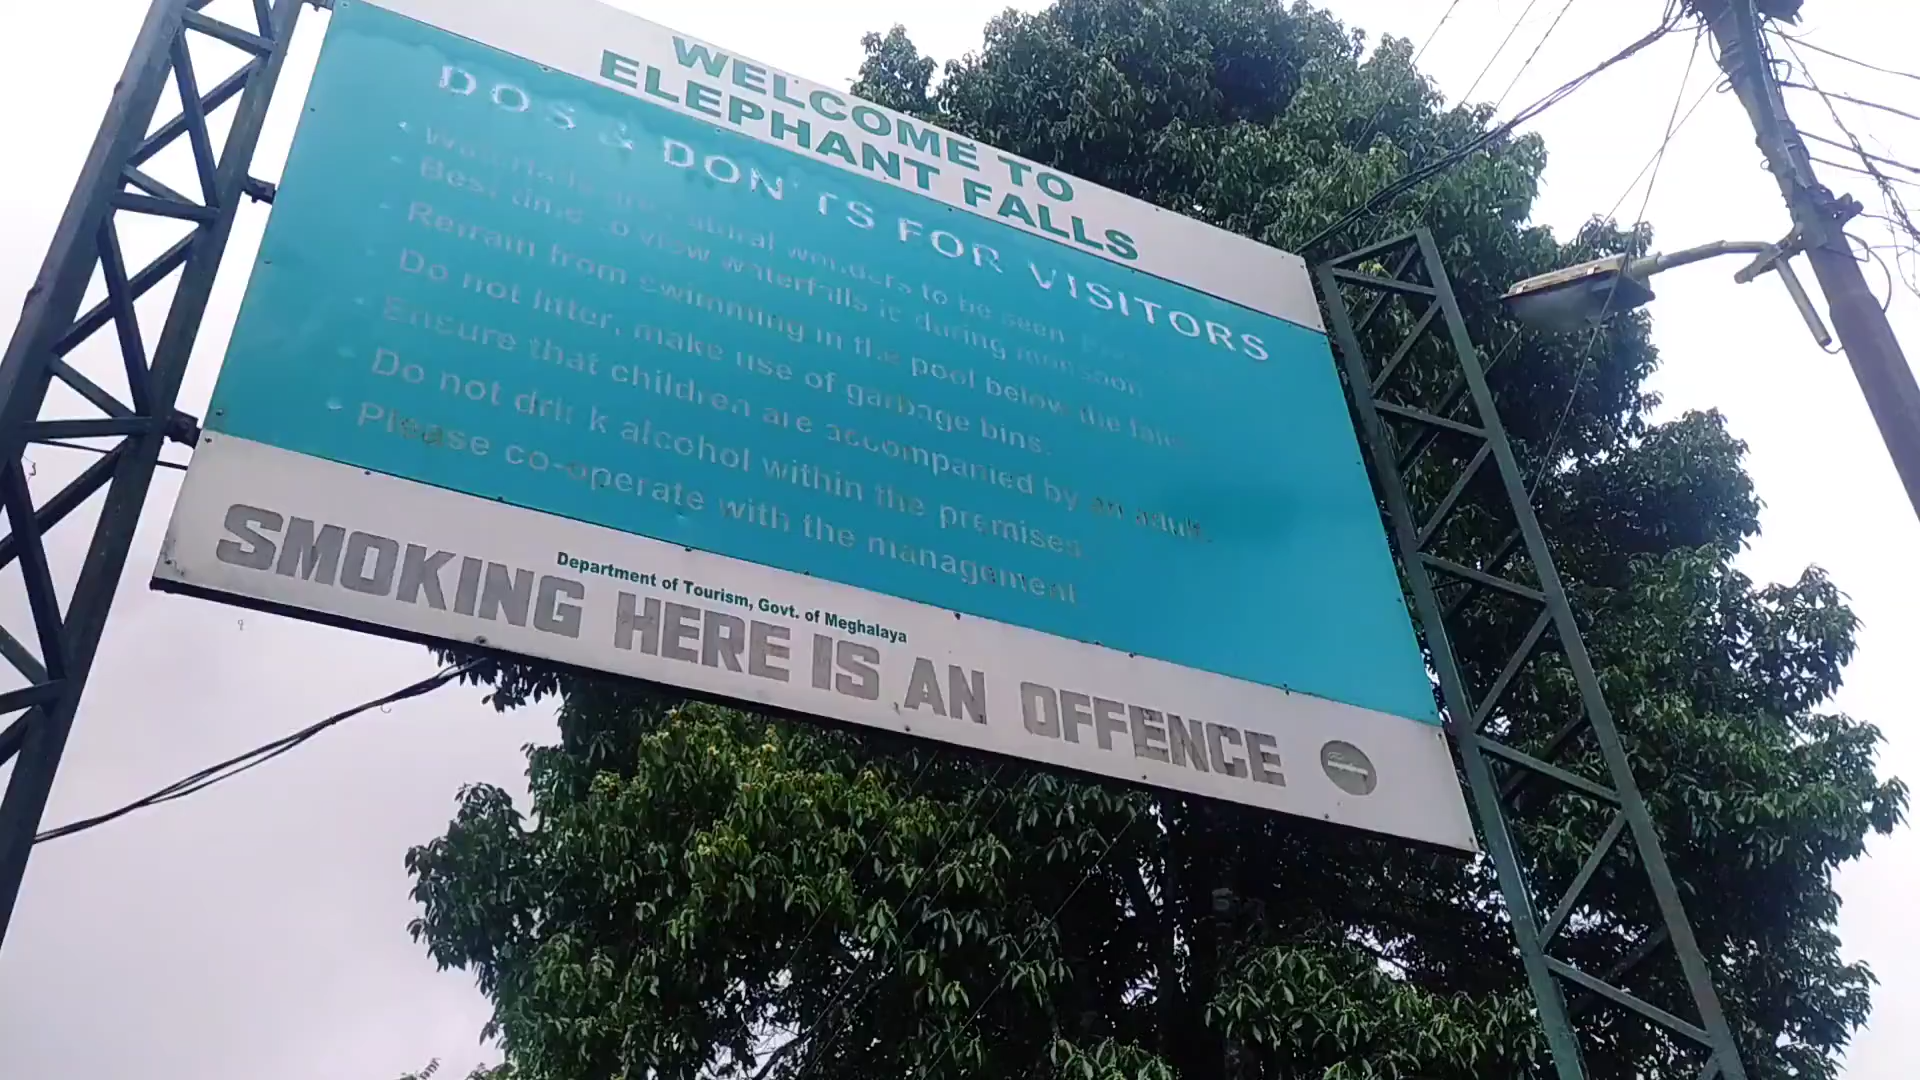 WELCOME TO
ELEPHANT FALLS
DOS & DON'TS FOR VISITORS
Waterfalls are natural wonders to be seen
Best time to view waterfalls is during monsoon
Refrain from swimming in the pool below the falls
Do not litter, make use of garbage bins.
Ensure that children are accompanied by an adult.
Do not drink alcohol within the premises
Please co-operate with the management
Department of Tourism, Govt. of Meghalaya
SMOKING HERE IS AN OFFENCE